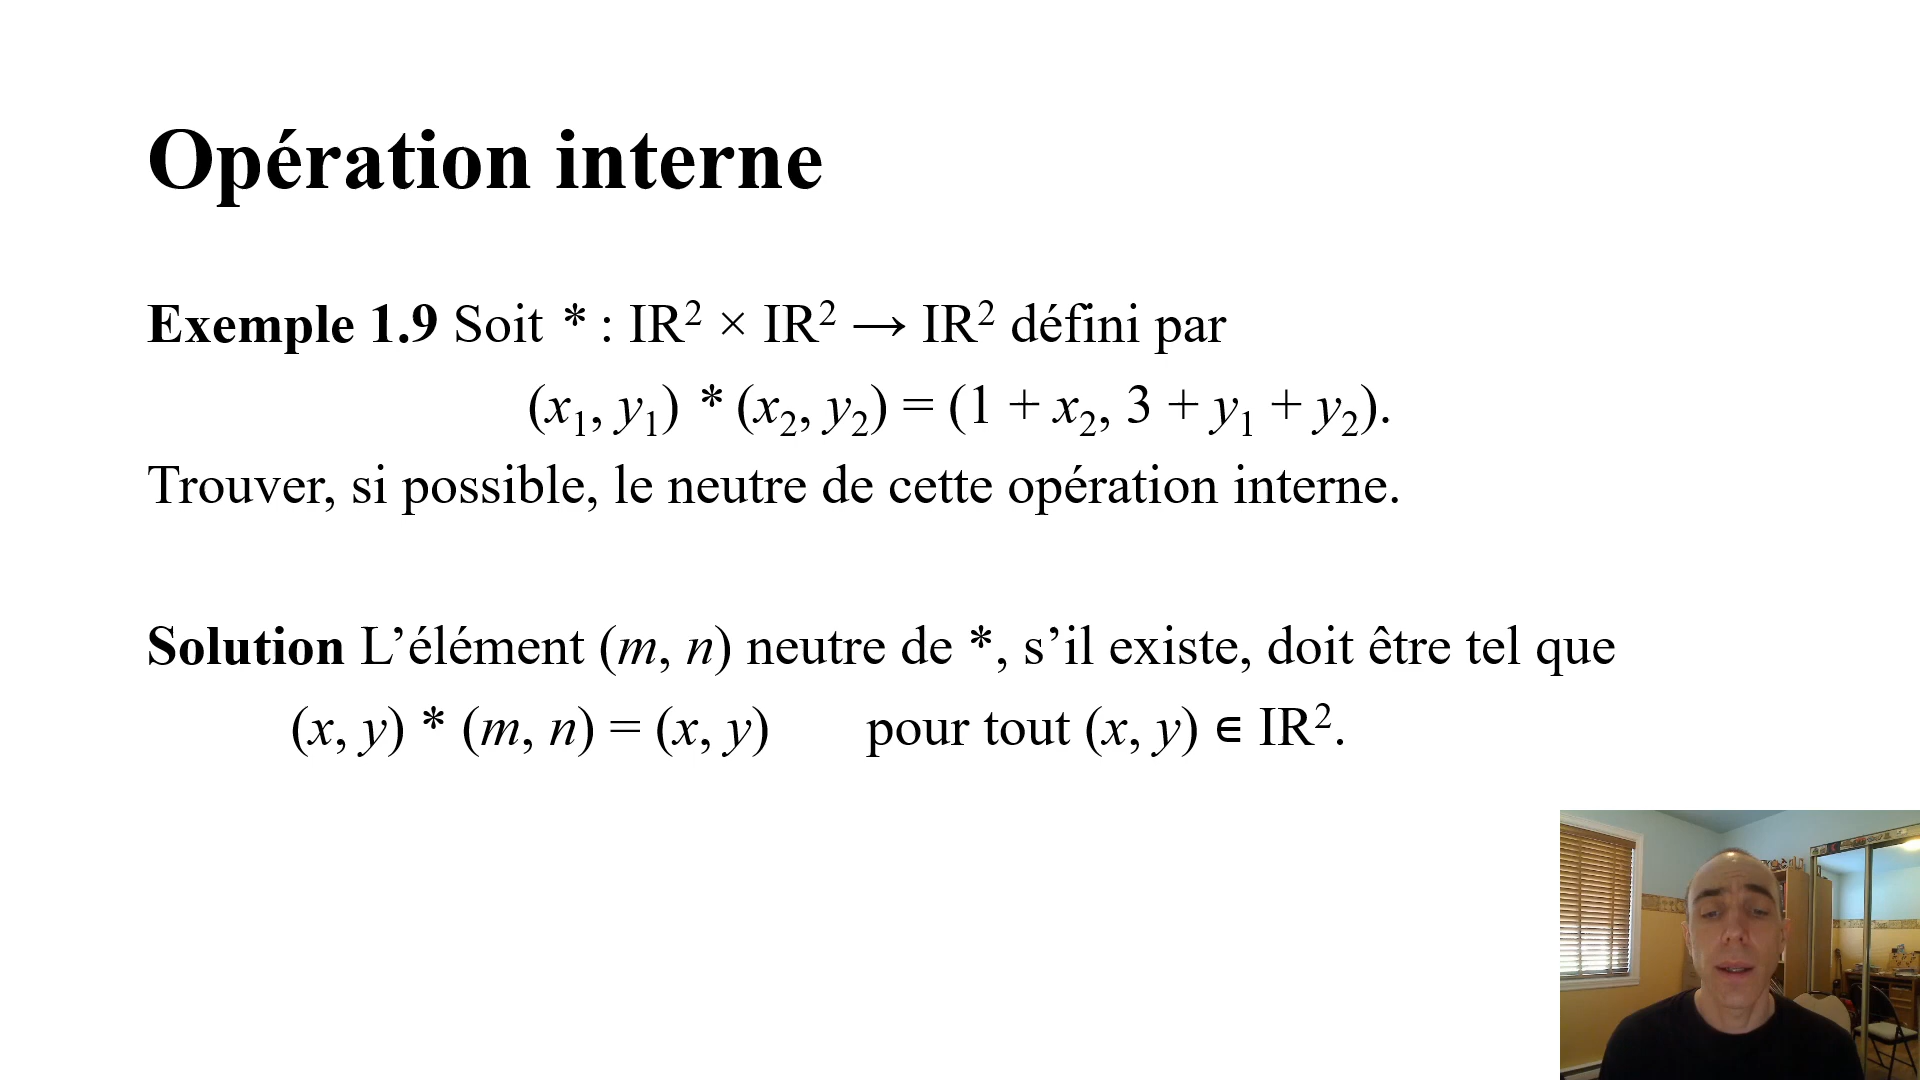 Opération interne
Exemple 1.9 Soit * : IR² × IR² → IR² défini par
(x₁, y₁) * (x₂, y₂) = (1 + x₂, 3 + y₁ + y₂).
Trouver, si possible, le neutre de cette opération interne.
Solution L’élément (m, n) neutre de *, s’il existe, doit être tel que
(x, y) * (m, n) = (x, y) pour tout (x, y) ∈ IR².